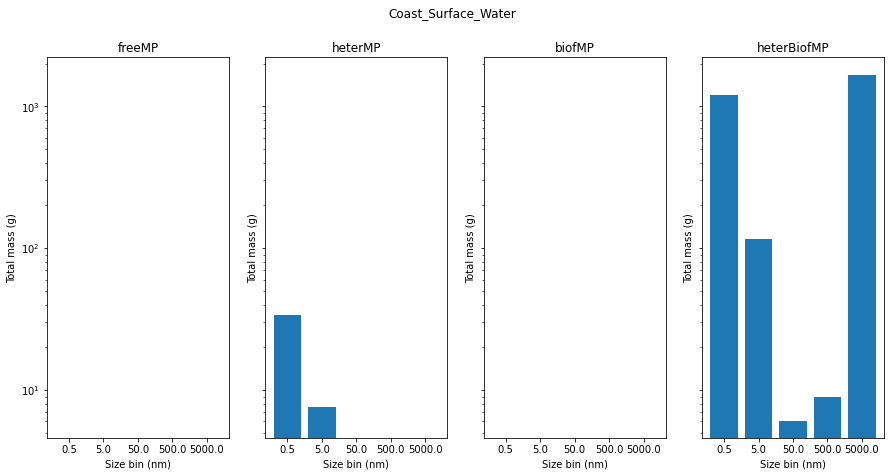 Coast_Surface_Water
freeMP
heterMP
biofMP
heterBiofMP
Total mass (g)
10³
10²
10¹
0.5 5.0 50.0 500.0 5000.0
Size bin (nm)
Total mass (g)
0.5 5.0 50.0 500.0 5000.0
Size bin (nm)
Total mass (g)
0.5 5.0 50.0 500.0 5000.0
Size bin (nm)
Total mass (g)
0.5 5.0 50.0 500.0 5000.0
Size bin (nm)